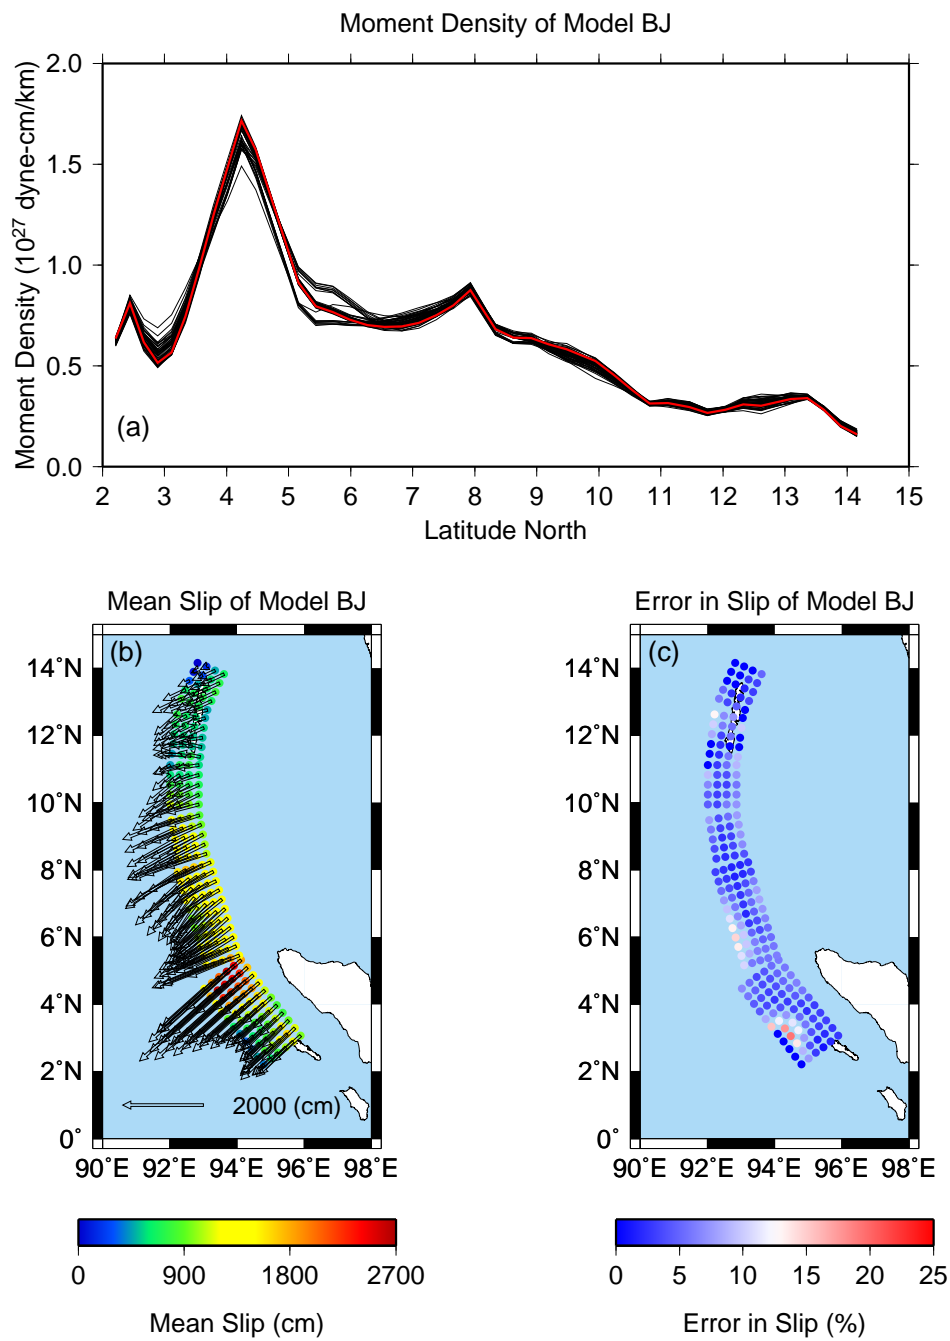 Moment Density of Model BJ
2.0
1.5
1.0
0.5
0.0
Moment Density (10²⁷ dyne-cm/km)
(a)
2 3 4 5 6 7 8 9 10 11 12 13 14 15
Latitude North
Mean Slip of Model BJ
(b)
14˚N
12˚N
10˚N
8˚N
6˚N
4˚N
2˚N
0˚
2000 (cm)
90˚E 92˚E 94˚E 96˚E
0 900 1800 2700
Mean Slip (cm)
Error in Slip of Model BJ
(c)
14˚N
12˚N
10˚N
8˚N
6˚N
4˚N
2˚N
0˚
90˚E 92˚E 94˚E 96˚E
0 5 10 15 20 25
Error in Slip (%)